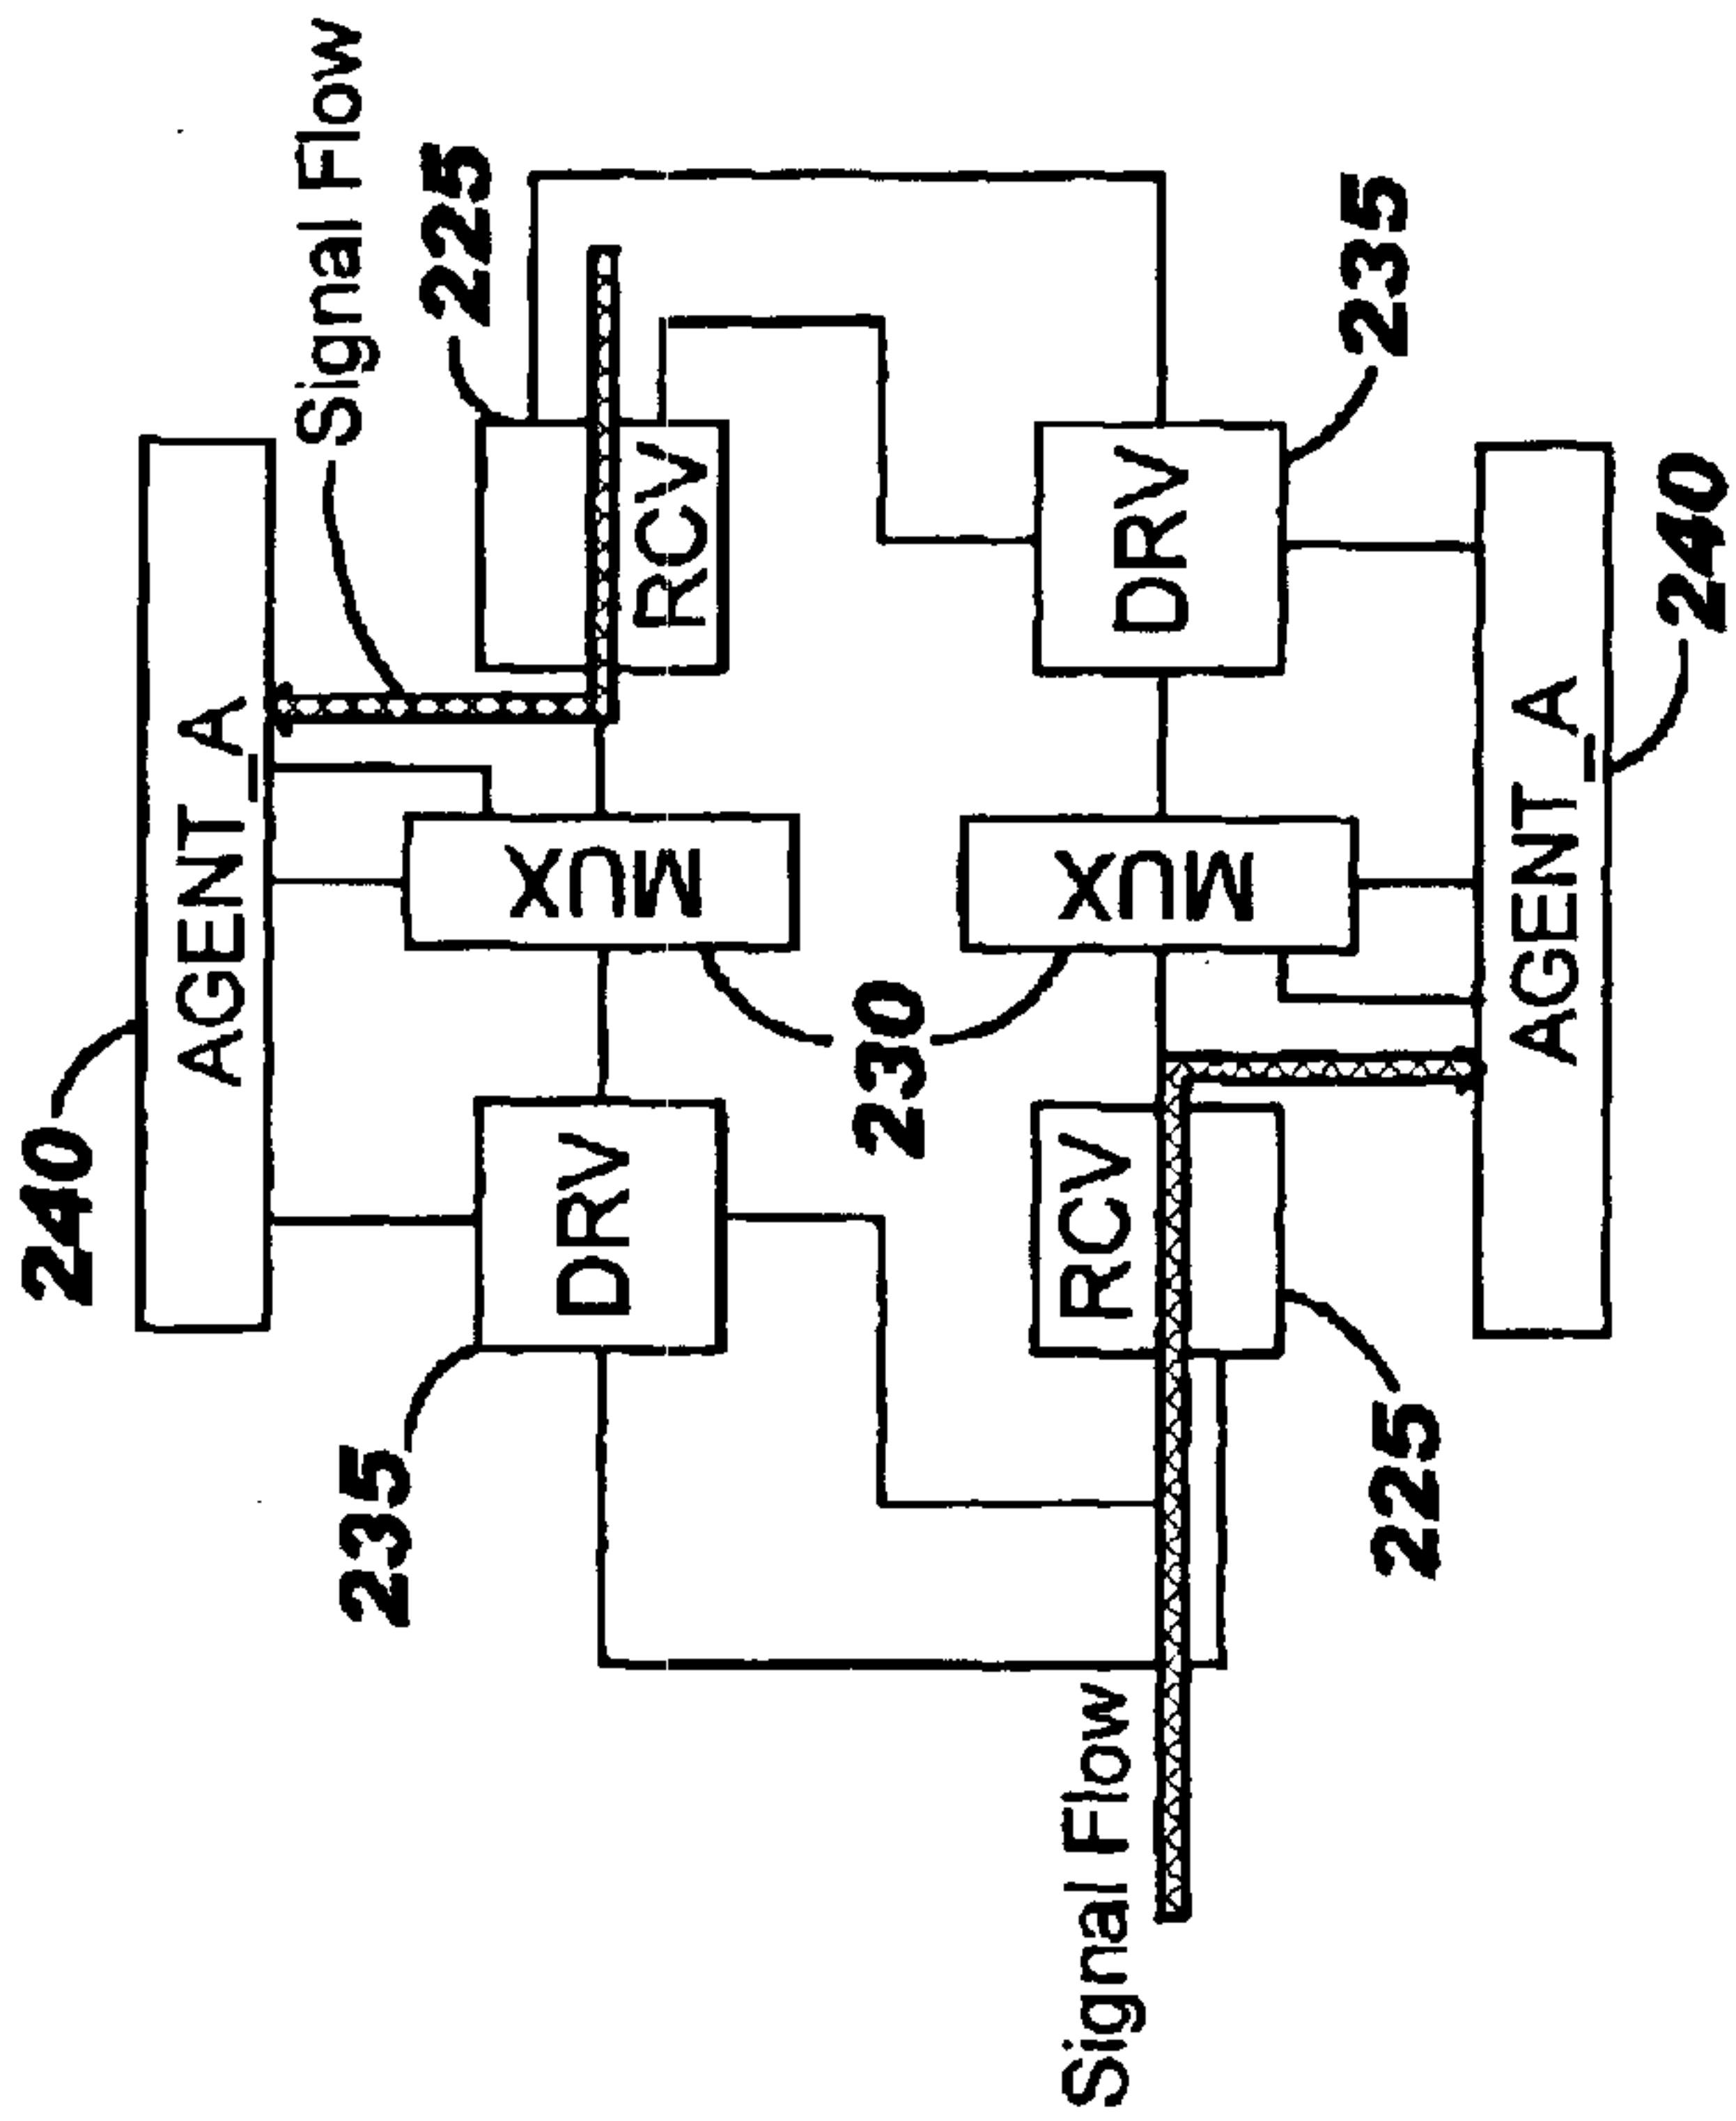 240
AGENT_A
Signal Flow
235
225
DRV
MUX
RCV
230
Signal Flow
RCV
MUX
DRV
235
225
AGENT_A
240